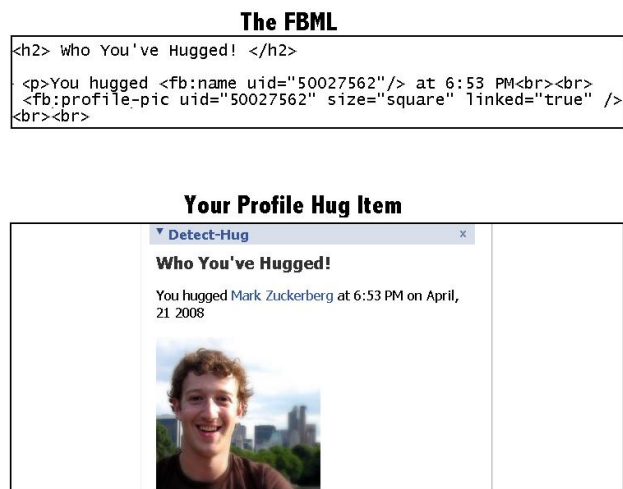 The FBML
<h2> Who You've Hugged! </h2>
<p>You hugged <fb:name uid="50027562"/> at 6:53 PM<br><br>
<fb:profile-pic uid="50027562" size="square" linked="true" />
<br><br>
Your Profile Hug Item
Detect-Hug x
Who You've Hugged!
You hugged Mark Zuckerberg at 6:53 PM on April,
21 2008